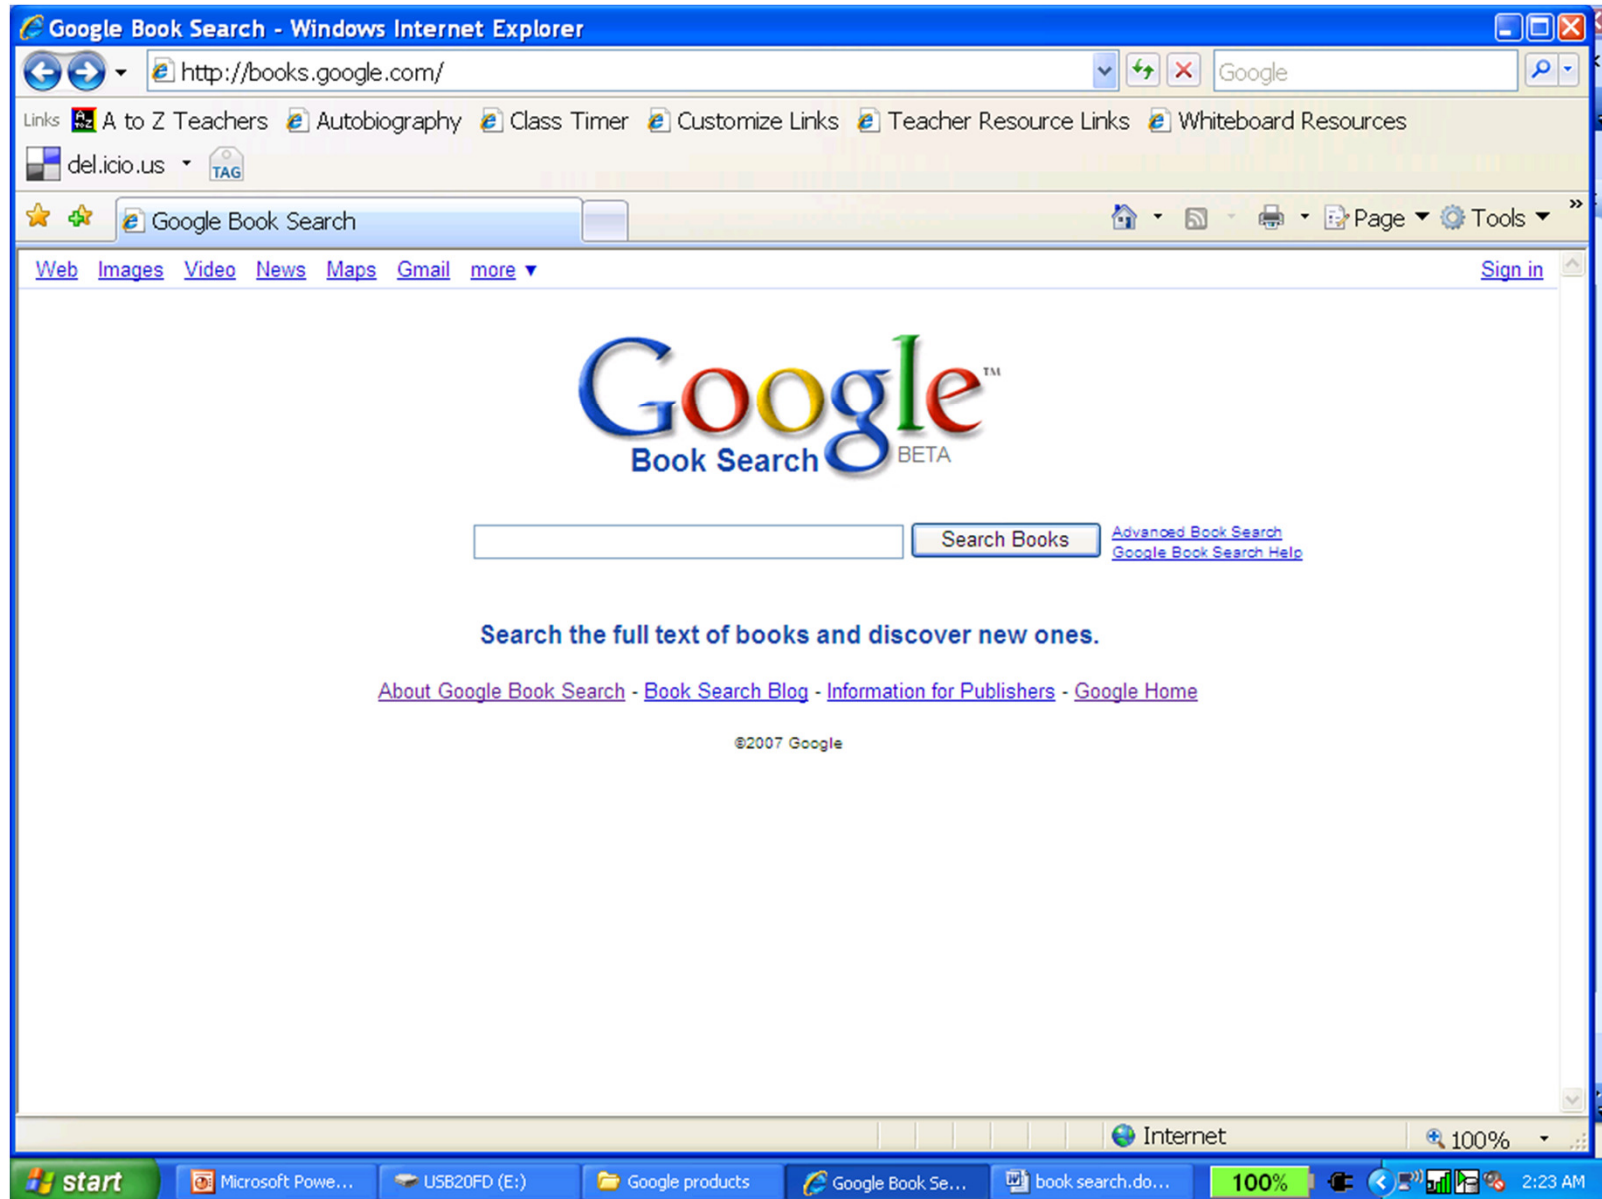 Google Book Search - Windows Internet Explorer
http://books.google.com/
Google
Links A to Z Teachers Autobiography Class Timer Customize Links Teacher Resource Links Whiteboard Resources
del.icio.us TAG
Google Book Search
Page Tools »
Web Images Video News Maps Gmail more Sign in
Google™
Book Search BETA
Search Books
Advanced Book Search
Google Book Search Help
Search the full text of books and discover new ones.
About Google Book Search - Book Search Blog - Information for Publishers - Google Home
©2007 Google
Internet 100%
start Microsoft Powe... USB20FD (E:) Google products Google Book Se... book search.do... 100% 2:23 AM